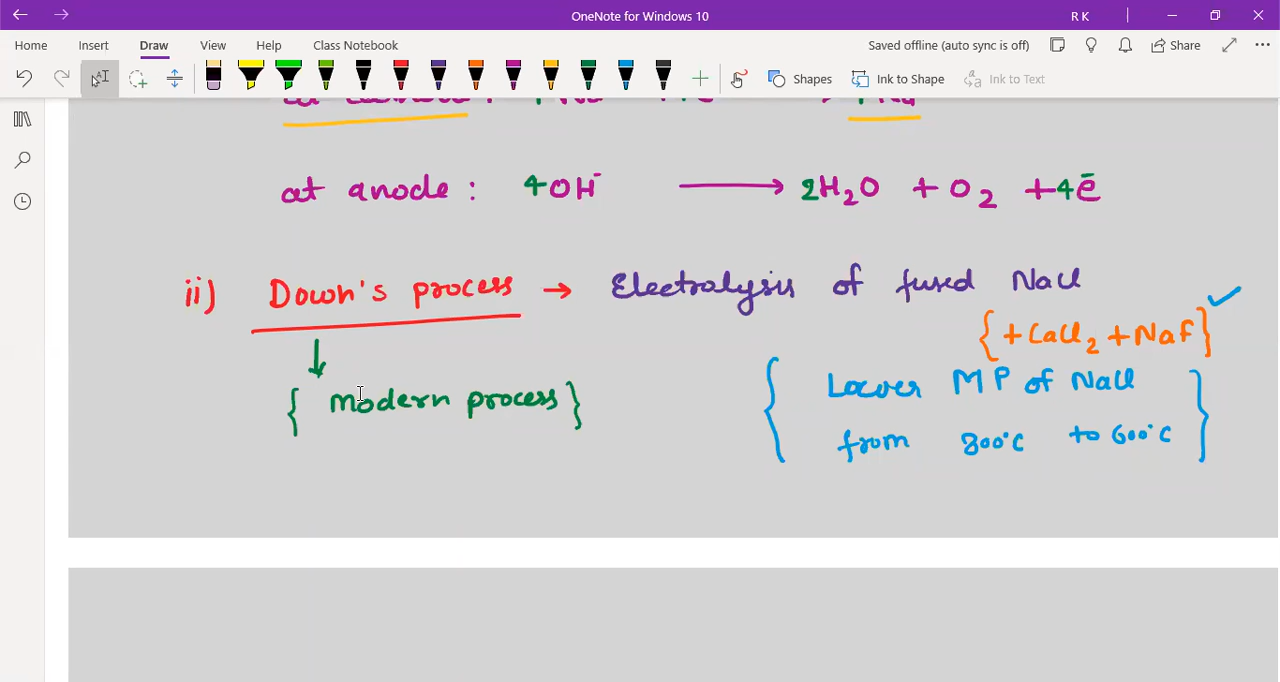 OneNote for Windows 10
R K
Home Insert Draw View Help Class Notebook
Saved offline (auto sync is off) Share
Shapes Ink to Shape Ink to Text
at anode : 4OH⁻ ⟶ 2H₂O + O₂ + 4e⁻
ii) Down's process → Electrolysis of fused NaCl
{+CaCl₂ + NaF} ✓
↓
{ Modern process }
{ Lower MP of NaCl
from 800°C to 600°C }